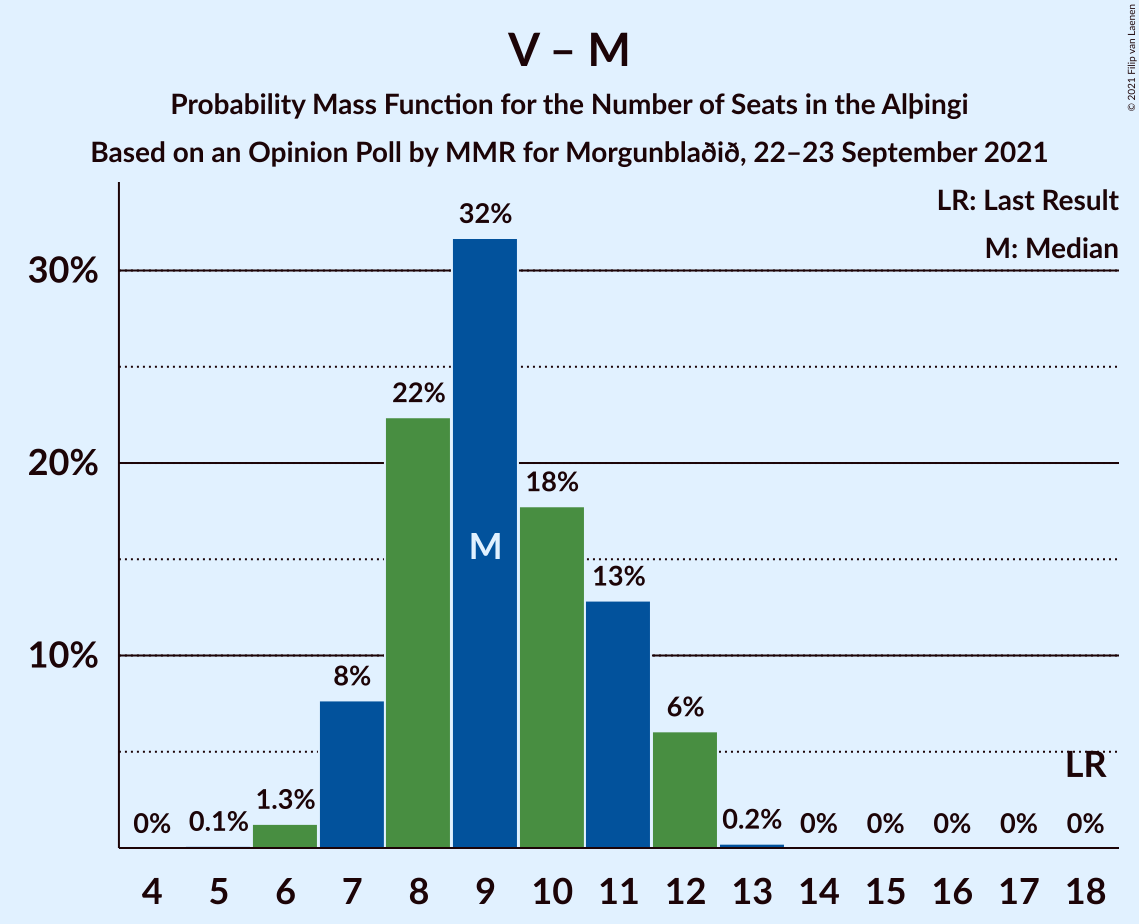 V – M
Probability Mass Function for the Number of Seats in the Alþingi
Based on an Opinion Poll by MMR for Morgunblaðið, 22–23 September 2021
© 2021 Filip van Laenen
LR: Last Result
M: Median
30%
20%
10%
0%
0.1%
1.3%
8%
22%
32%
M
18%
13%
6%
0.2%
0%
0%
0%
0%
LR
0%
4 5 6 7 8 9 10 11 12 13 14 15 16 17 18